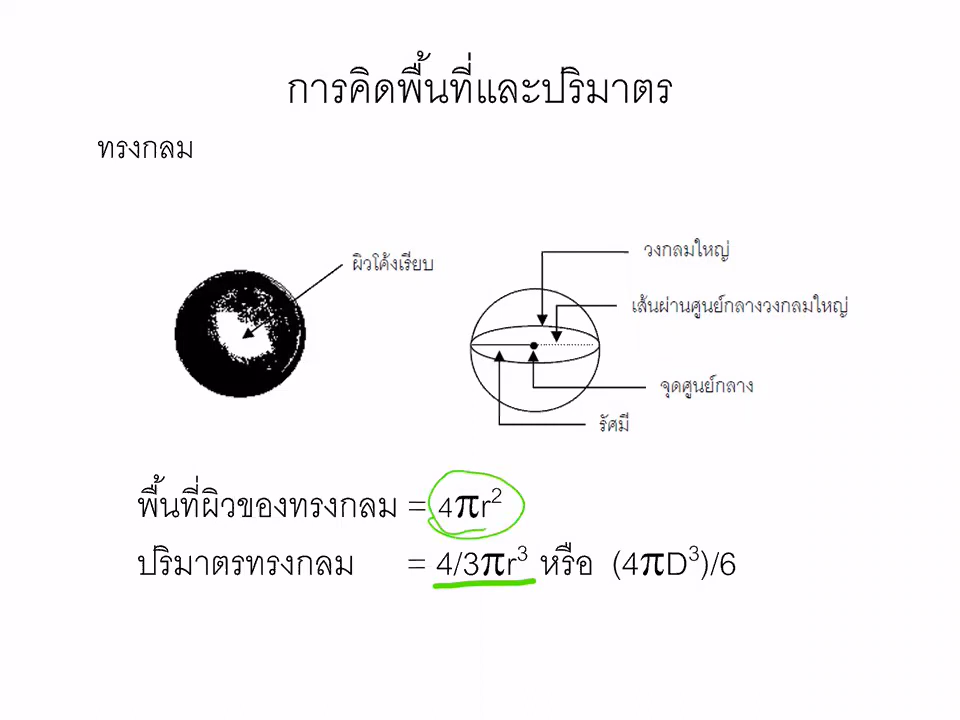 การคิดพื้นที่และปริมาตร
ทรงกลม
ผิวโค้งเรียบ
วงกลมใหญ่
เส้นผ่านศูนย์กลางวงกลมใหญ่
จุดศูนย์กลาง
รัศมี
พื้นที่ผิวของทรงกลม = 4πr²
ปริมาตรทรงกลม = 4/3πr³ หรือ (4πD³)/6